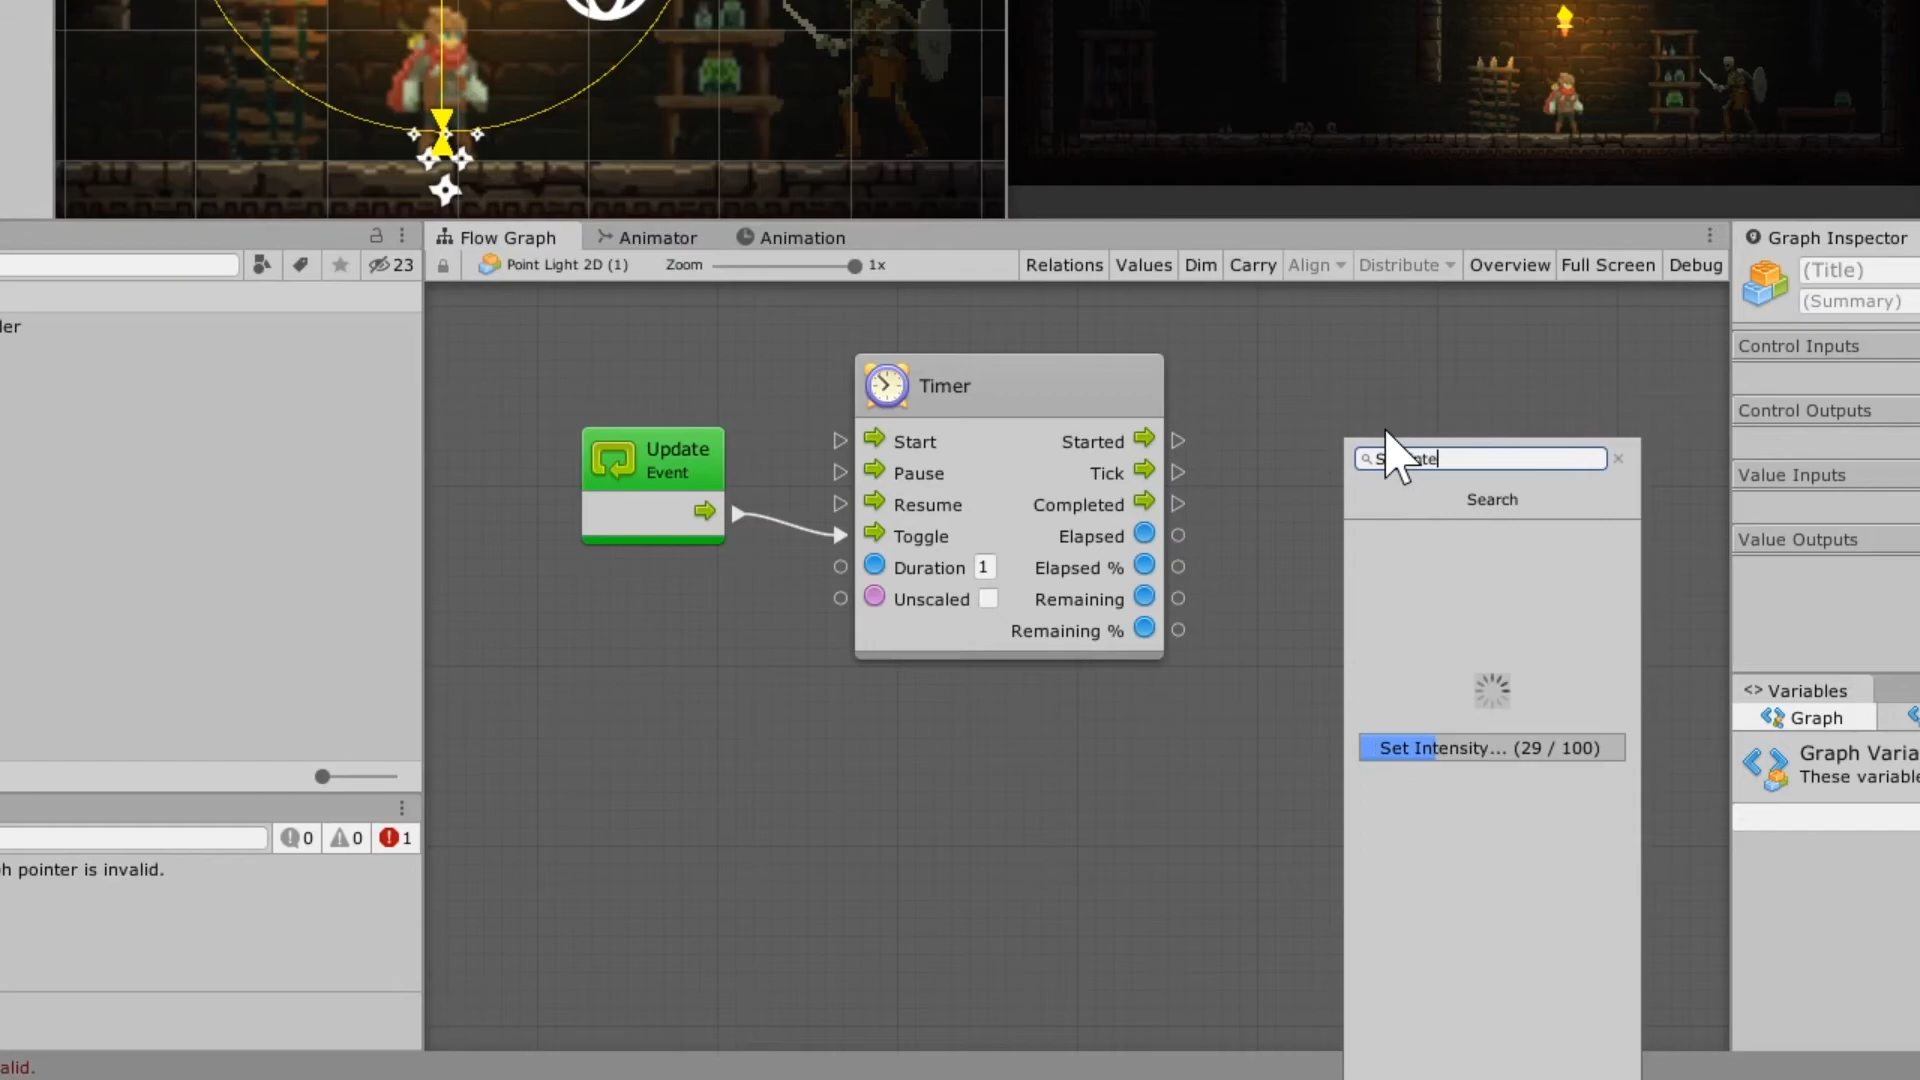 23
Flow Graph
Animator
Animation
Graph Inspector
Point Light 2D (1)
Zoom
1x
Relations
Values
Dim
Carry
Align
Distribute
Overview
Full Screen
Debug
(Title)
(Summary)
ler
Control Inputs
Control Outputs
Value Inputs
Value Outputs
Update
Event
Timer
Start
Started
Pause
Tick
Resume
Completed
Toggle
Elapsed
Duration 1
Elapsed %
Unscaled
Remaining
Remaining %
Search
Set Intensity... (29 / 100)
<> Variables
Graph
Graph Varia
These variable
0
0
1
h pointer is invalid.
alid.